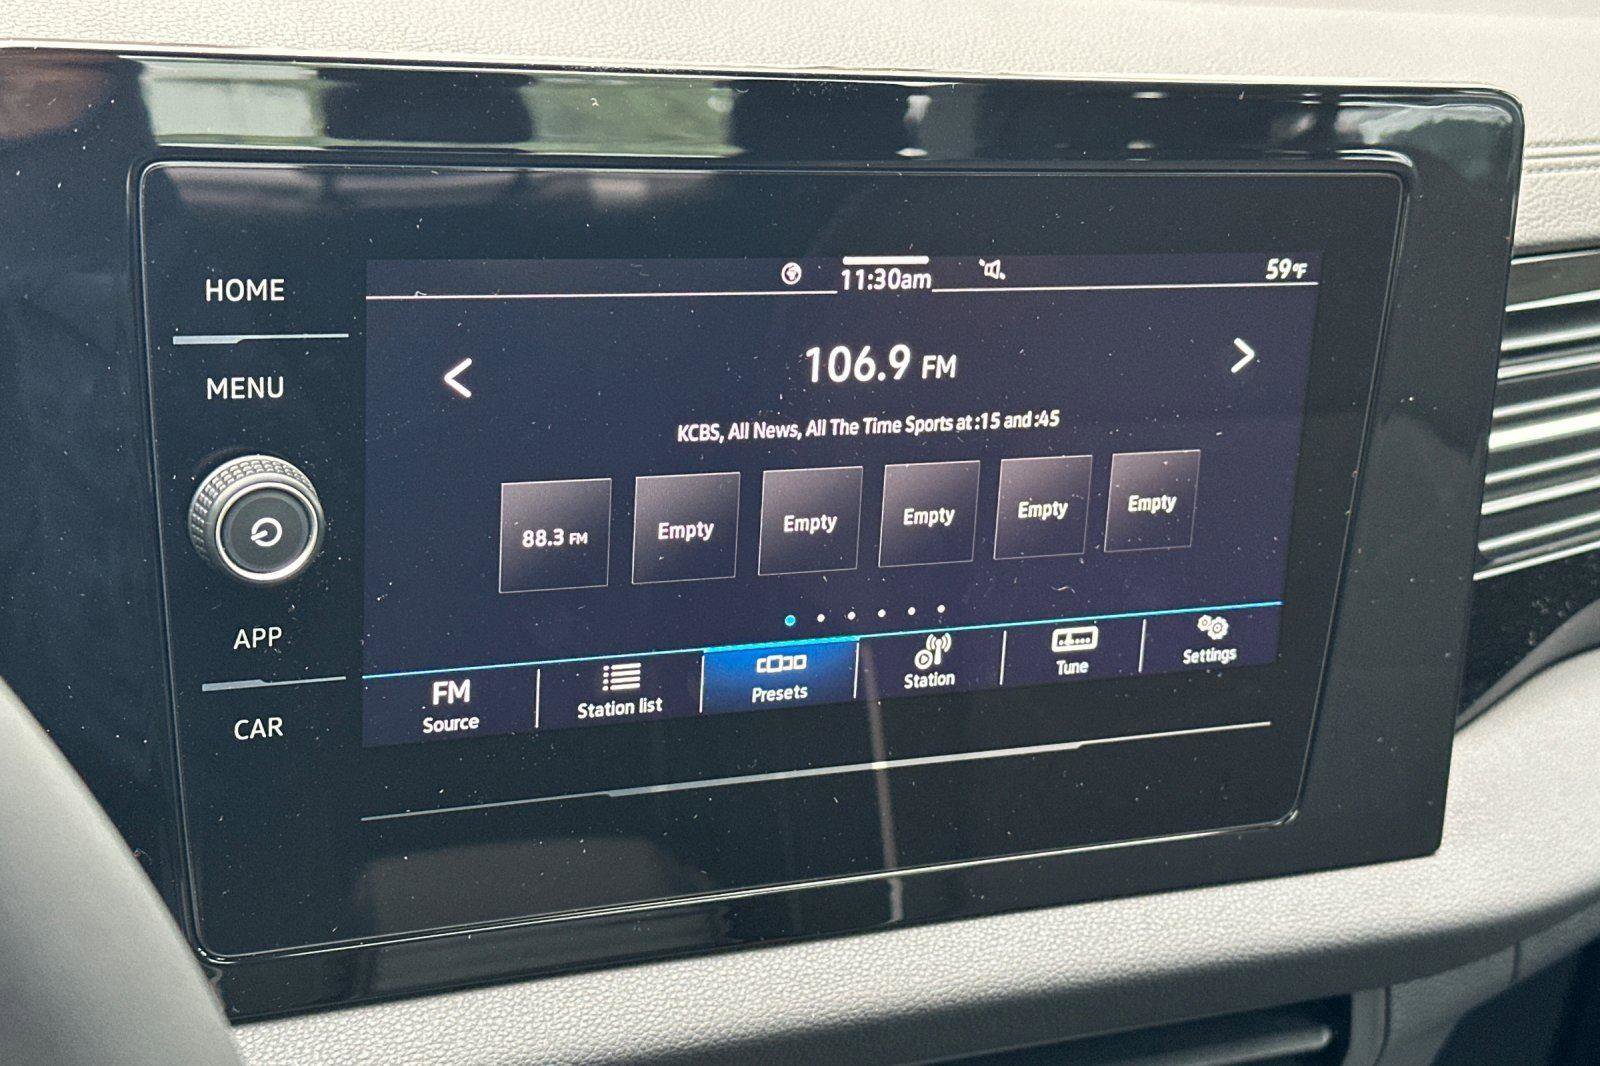 HOME
MENU
APP
CAR
11:30am
59°F
106.9 FM
KCBS, All News, All The Time Sports at :15 and :45
88.3 FM
Empty
Empty
Empty
Empty
Empty
FM
Source
Station list
Presets
Station
Tune
Settings